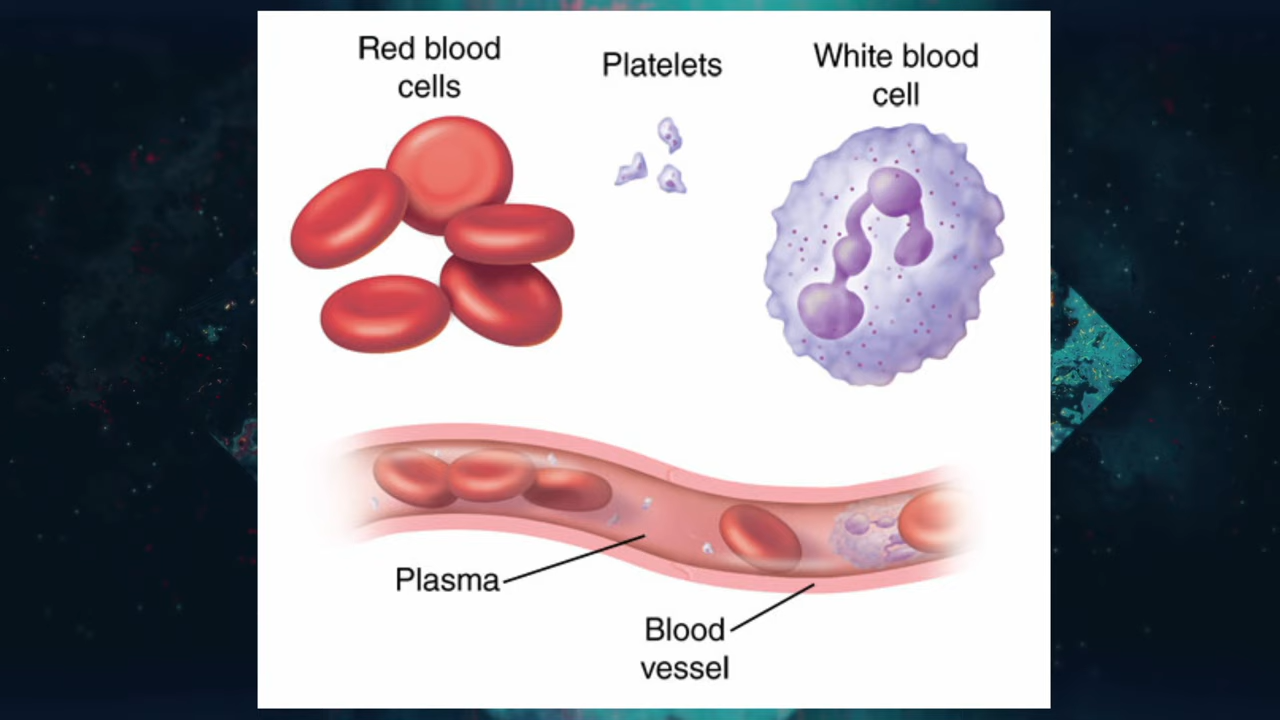 Red blood
cells
Platelets
White blood
cell
Plasma
Blood
vessel